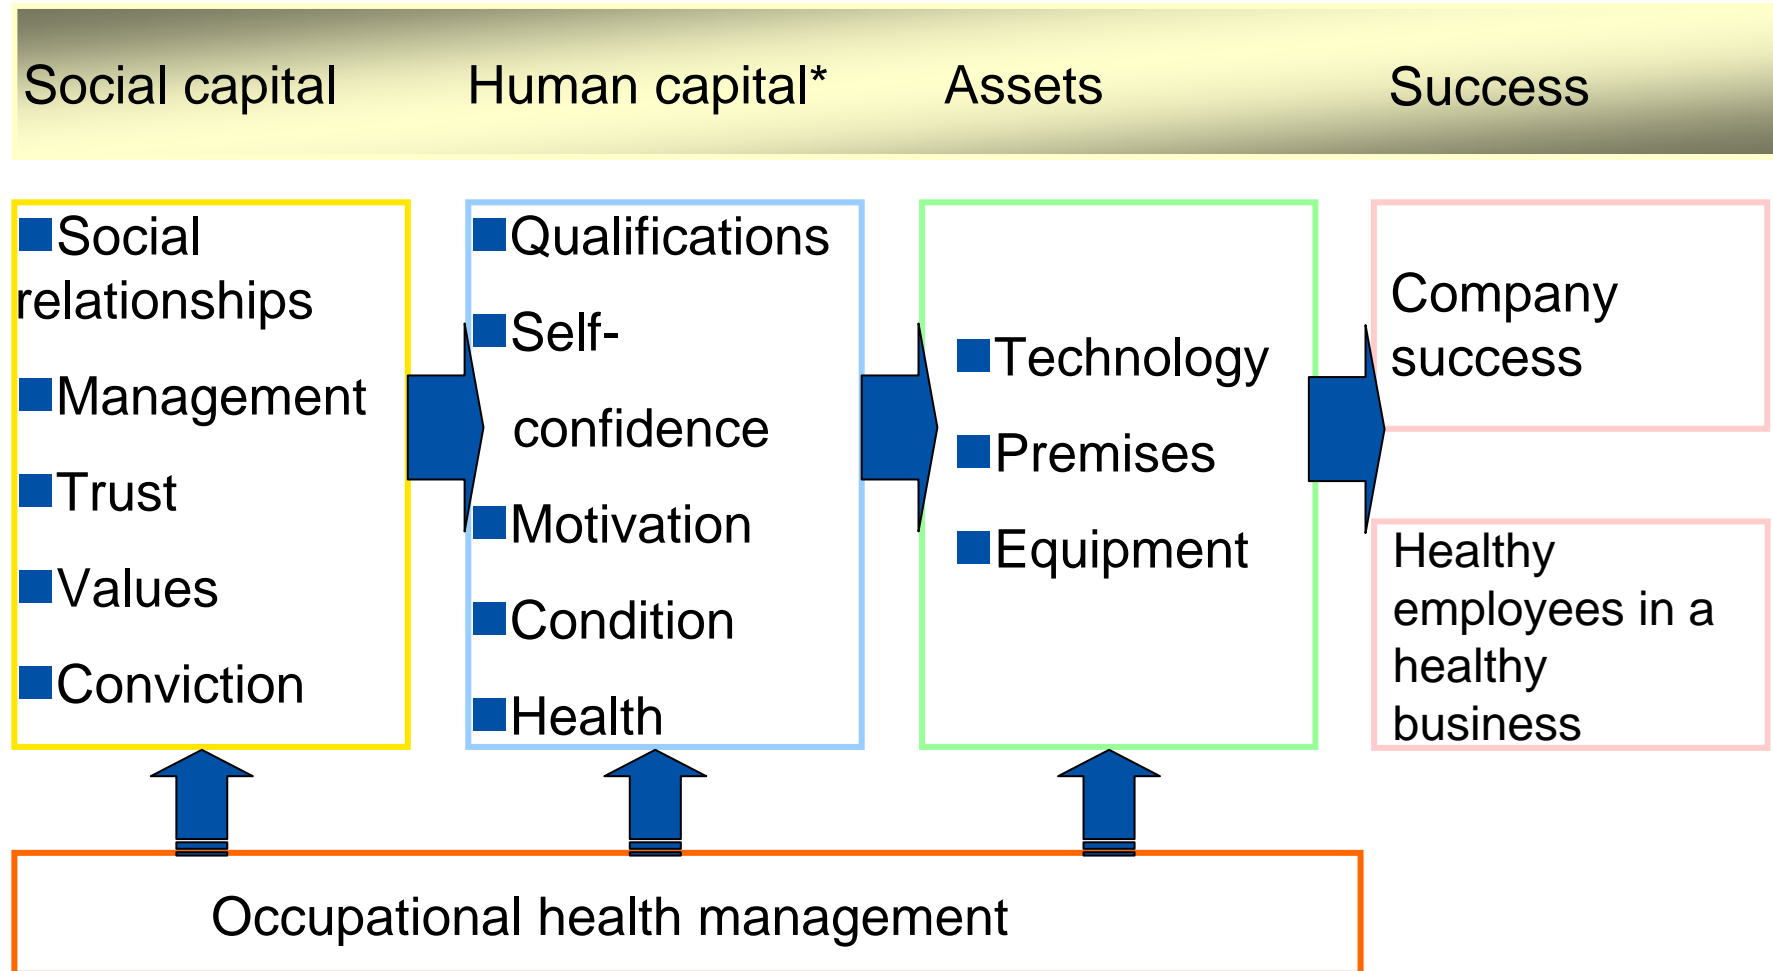 Social capital
Human capital*
Assets
Success
Social
relationships
Management
Trust
Values
Conviction
Qualifications
Self-
confidence
Motivation
Condition
Health
Technology
Premises
Equipment
Company
success
Healthy
employees in a
healthy
business
Occupational health management